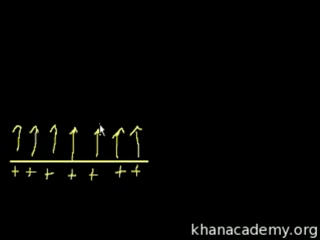 + + + + + + +
khanacademy.org